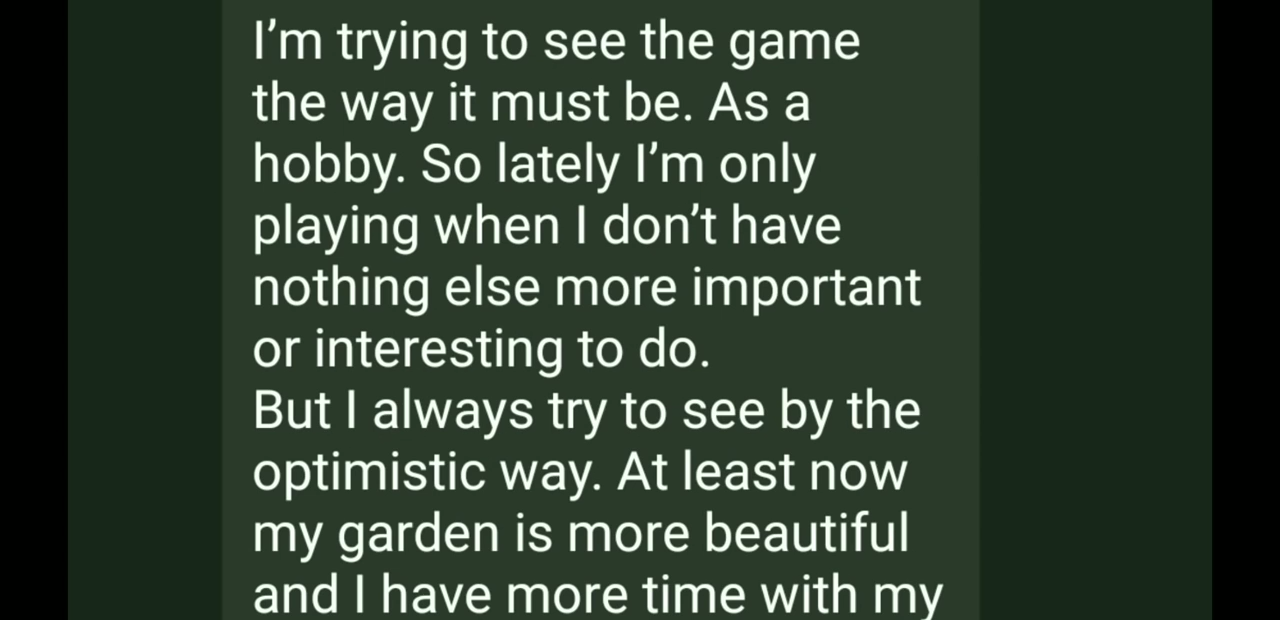 I’m trying to see the game
the way it must be. As a
hobby. So lately I’m only
playing when I don’t have
nothing else more important
or interesting to do.
But I always try to see by the
optimistic way. At least now
my garden is more beautiful
and I have more time with my